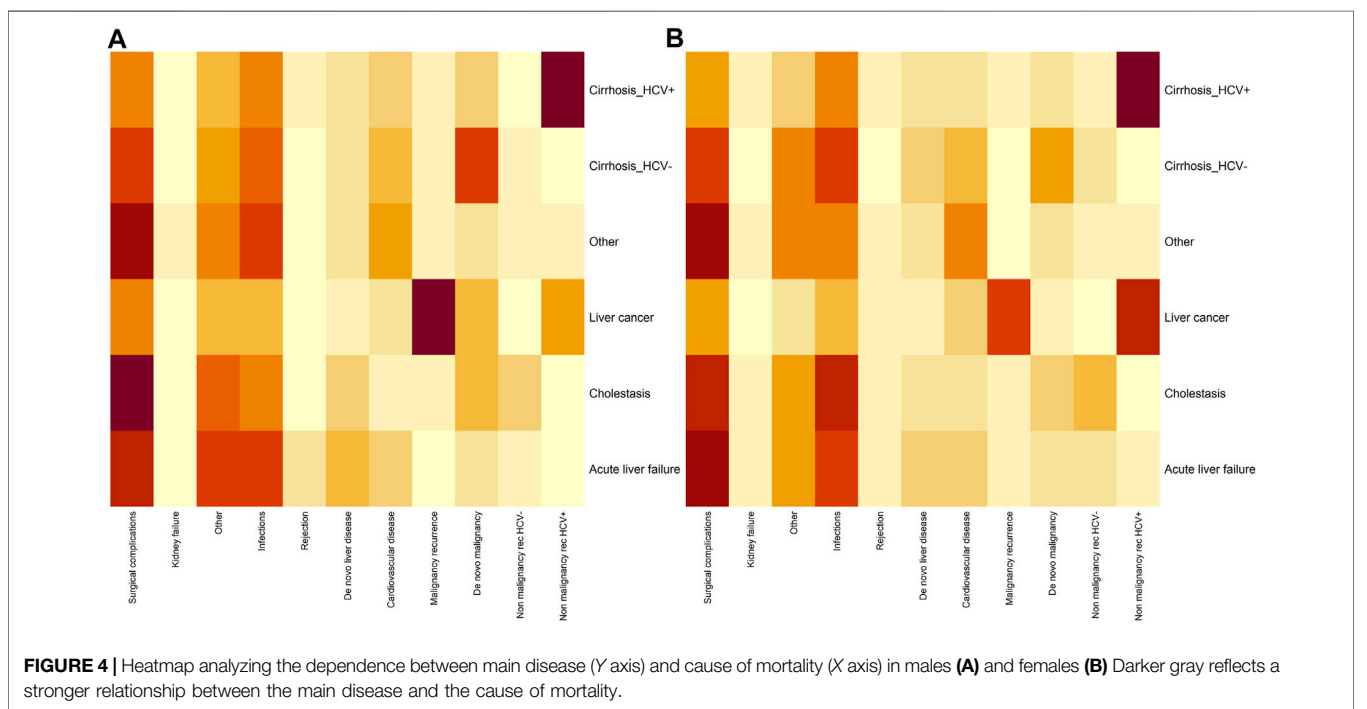 A
Cirrhosis_HCV+
Cirrhosis_HCV-
Other
Liver cancer
Cholestasis
Acute liver failure
Surgical complications
Kidney failure
Other
Infections
Rejection
De novo liver disease
Cardiovascular disease
Malignancy recurrence
De novo malignancy
Non malignancy rec HCV-
Non malignancy rec HCV+
B
Cirrhosis_HCV+
Cirrhosis_HCV-
Other
Liver cancer
Cholestasis
Acute liver failure
Surgical complications
Kidney failure
Other
Infections
Rejection
De novo liver disease
Cardiovascular disease
Malignancy recurrence
De novo malignancy
Non malignancy rec HCV-
Non malignancy rec HCV+
FIGURE 4 | Heatmap analyzing the dependence between main disease (Y axis) and cause of mortality (X axis) in males (A) and females (B) Darker gray reflects a
stronger relationship between the main disease and the cause of mortality.